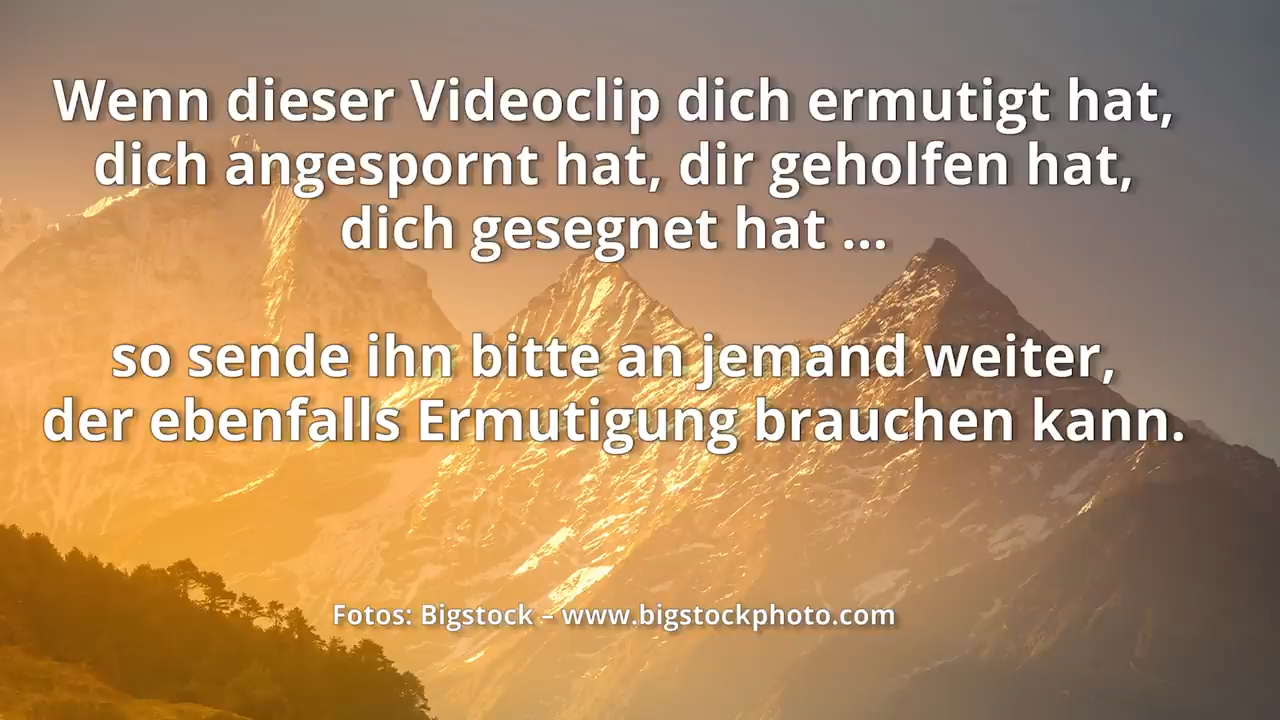 Wenn dieser Videoclip dich ermutigt hat,
dich angespornt hat, dir geholfen hat,
dich gesegnet hat ...
so sende ihn bitte an jemand weiter,
der ebenfalls Ermutigung brauchen kann.
Fotos: Bigstock – www.bigstockphoto.com